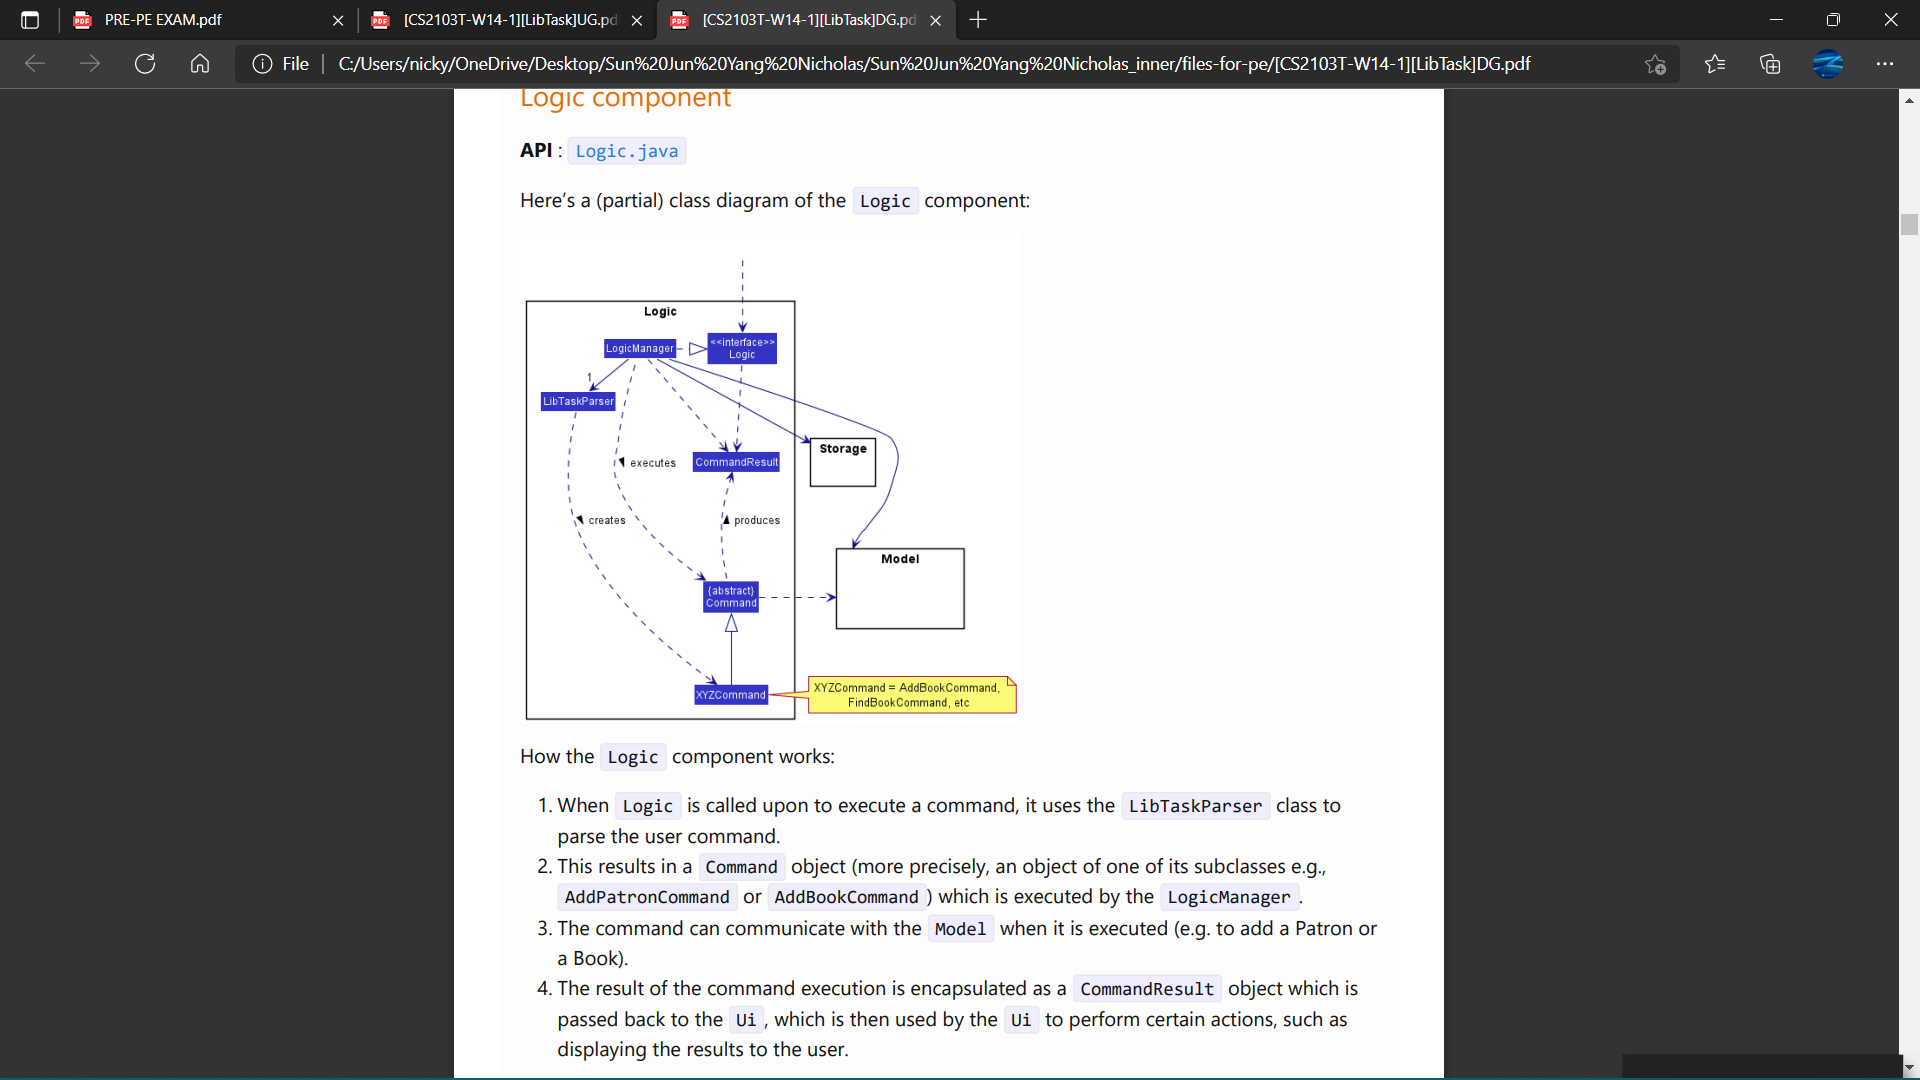 PRE-PE EXAM.pdf
[CS2103T-W14-1][LibTask]UG.pd
[CS2103T-W14-1][LibTask]DG.pd
File
C:/Users/nicky/OneDrive/Desktop/Sun%20Jun%20Yang%20Nicholas/Sun%20Jun%20Yang%20Nicholas_inner/files-for-pe/[CS2103T-W14-1][LibTask]DG.pdf
Logic component
API : Logic.java
Here's a (partial) class diagram of the Logic component:
Logic
LogicManager
<<interface>>
Logic
1
LibTaskParser
Storage
executes
CommandResult
creates
produces
Model
{abstract}
Command
XYZCommand
XYZCommand = AddBookCommand,
FindBookCommand, etc
How the Logic component works:
1. When Logic is called upon to execute a command, it uses the LibTaskParser class to
parse the user command.
2. This results in a Command object (more precisely, an object of one of its subclasses e.g.,
AddPatronCommand or AddBookCommand ) which is executed by the LogicManager .
3. The command can communicate with the Model when it is executed (e.g. to add a Patron or
a Book).
4. The result of the command execution is encapsulated as a CommandResult object which is
passed back to the Ui , which is then used by the Ui to perform certain actions, such as
displaying the results to the user.